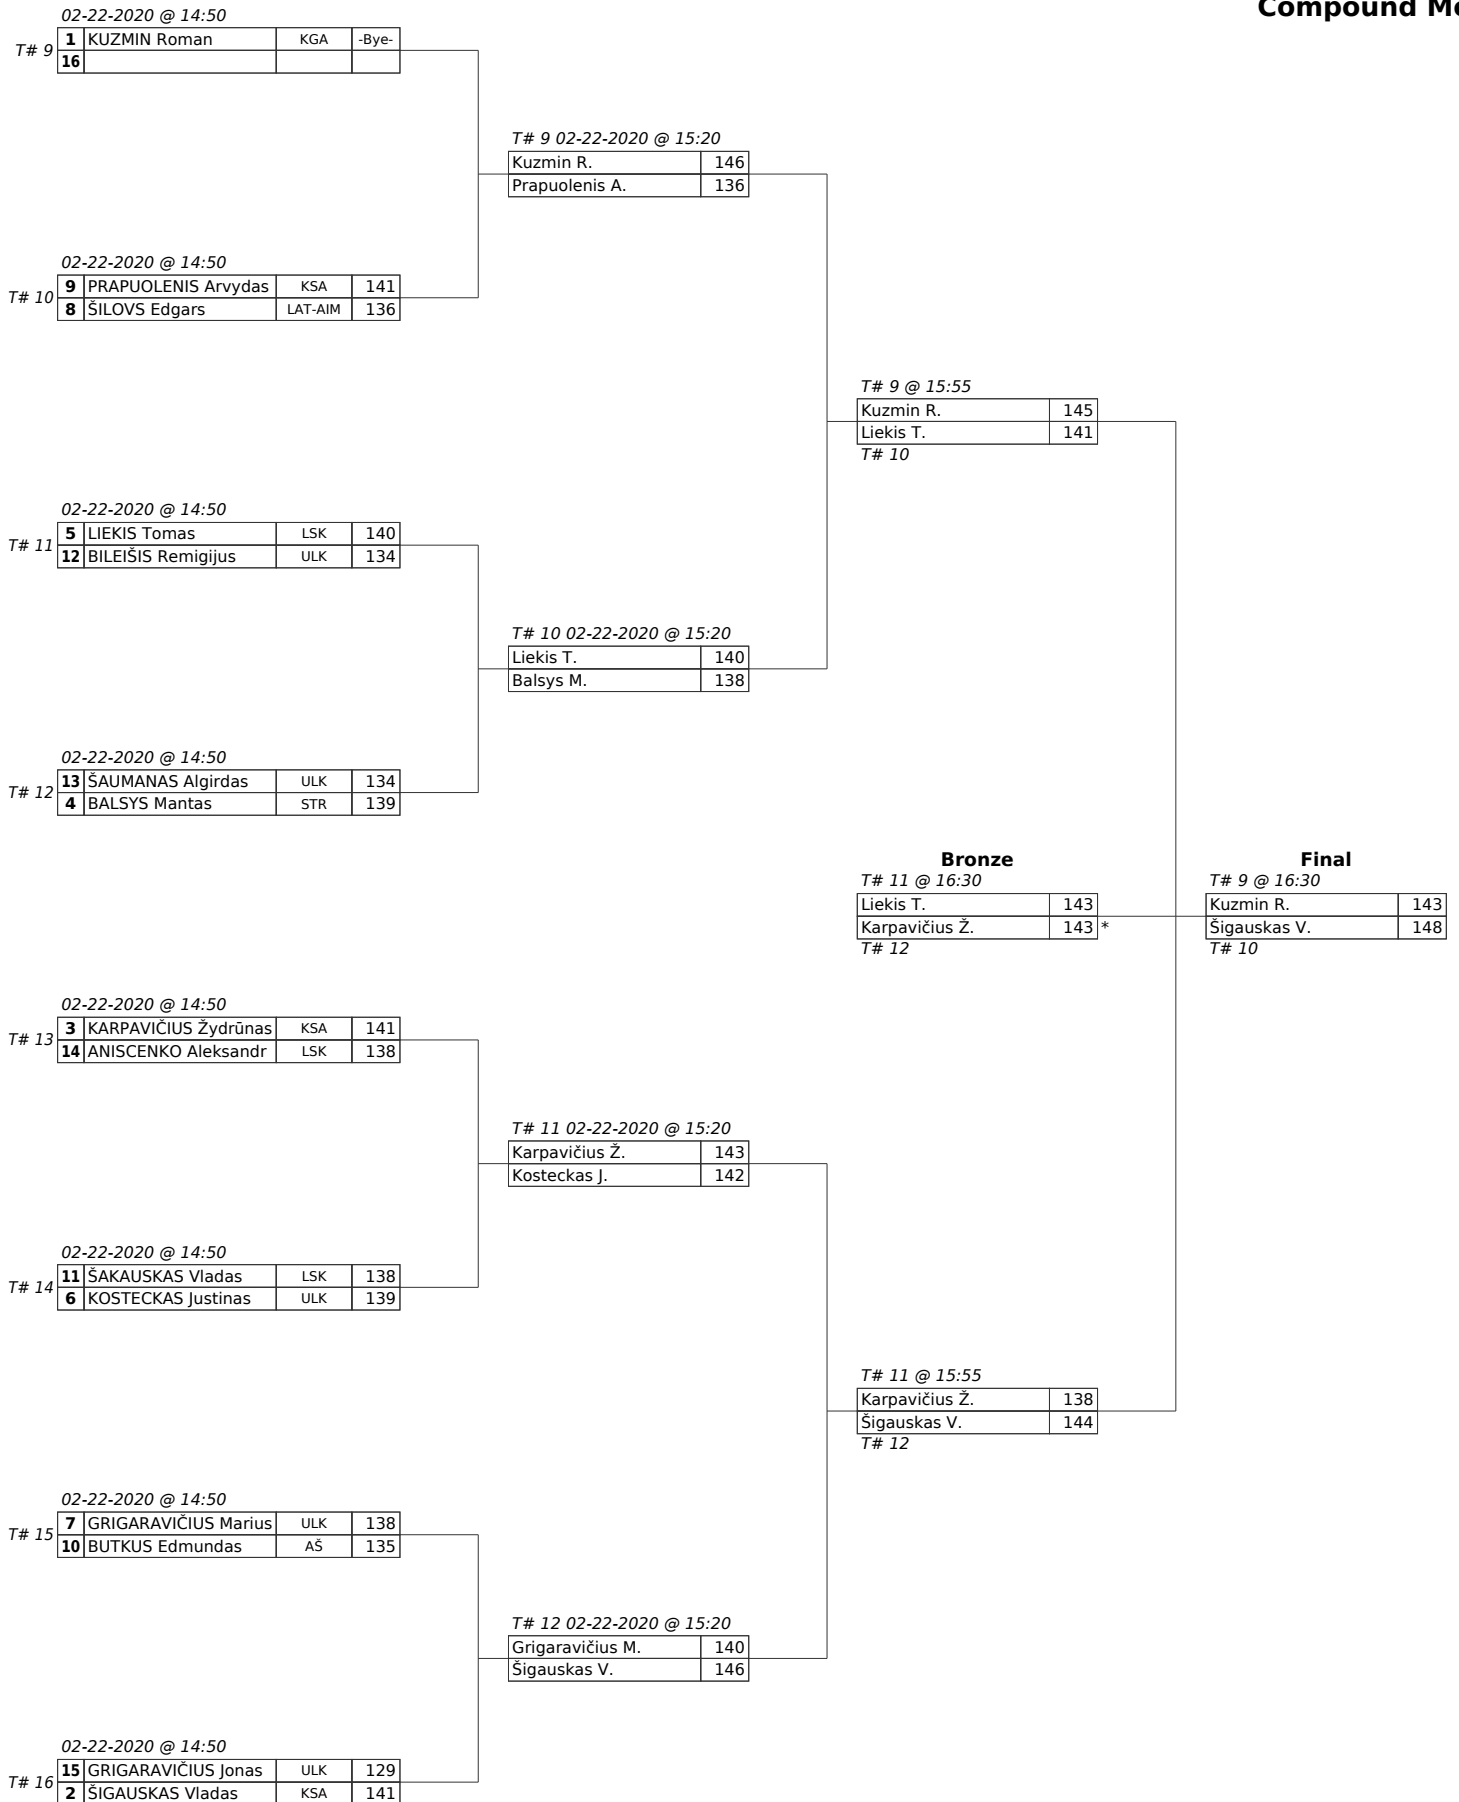 Compound Me
02-22-2020 @ 14:50
T# 9
1 KUZMIN Roman KGA -Bye-
16
T# 9 02-22-2020 @ 15:20
Kuzmin R. 146
Prapuolenis A. 136
02-22-2020 @ 14:50
T# 10
9 PRAPUOLENIS Arvydas KSA 141
8 ŠILOVS Edgars LAT-AIM 136
T# 9 @ 15:55
Kuzmin R. 145
Liekis T. 141
T# 10
02-22-2020 @ 14:50
T# 11
5 LIEKIS Tomas LSK 140
12 BILEIŠIS Remigijus ULK 134
T# 10 02-22-2020 @ 15:20
Liekis T. 140
Balsys M. 138
02-22-2020 @ 14:50
T# 12
13 ŠAUMANAS Algirdas ULK 134
4 BALSYS Mantas STR 139
Bronze
T# 11 @ 16:30
Liekis T. 143
Karpavičius Ž. 143 *
T# 12
Final
T# 9 @ 16:30
Kuzmin R. 143
Šigauskas V. 148
T# 10
02-22-2020 @ 14:50
T# 13
3 KARPAVIČIUS Žydrūnas KSA 141
14 ANISCENKO Aleksandr LSK 138
T# 11 02-22-2020 @ 15:20
Karpavičius Ž. 143
Kosteckas J. 142
02-22-2020 @ 14:50
T# 14
11 ŠAKAUSKAS Vladas LSK 138
6 KOSTECKAS Justinas ULK 139
T# 11 @ 15:55
Karpavičius Ž. 138
Šigauskas V. 144
T# 12
02-22-2020 @ 14:50
T# 15
7 GRIGARAVIČIUS Marius ULK 138
10 BUTKUS Edmundas AŠ 135
T# 12 02-22-2020 @ 15:20
Grigaravičius M. 140
Šigauskas V. 146
02-22-2020 @ 14:50
T# 16
15 GRIGARAVIČIUS Jonas ULK 129
2 ŠIGAUSKAS Vladas KSA 141